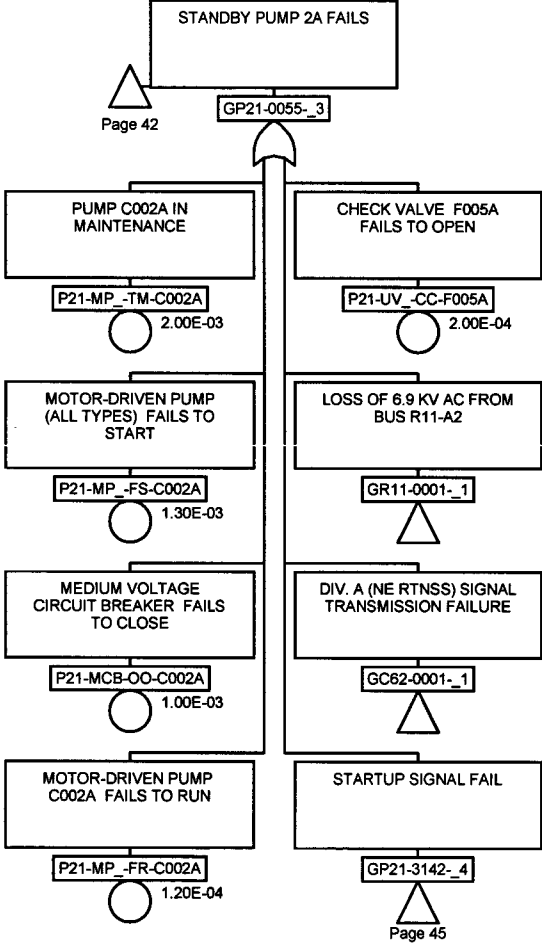 STANDBY PUMP 2A FAILS
Page 42
GP21-0055-_3
PUMP C002A IN
MAINTENANCE
P21-MP_-TM-C002A
2.00E-03
CHECK VALVE F005A
FAILS TO OPEN
P21-UV_-CC-F005A
2.00E-04
MOTOR-DRIVEN PUMP
(ALL TYPES) FAILS TO
START
P21-MP_-FS-C002A
1.30E-03
LOSS OF 6.9 KV AC FROM
BUS R11-A2
GR11-0001-_1
MEDIUM VOLTAGE
CIRCUIT BREAKER FAILS
TO CLOSE
P21-MCB-OO-C002A
1.00E-03
DIV. A (NE RTNSS) SIGNAL
TRANSMISSION FAILURE
GC62-0001-_1
MOTOR-DRIVEN PUMP
C002A FAILS TO RUN
P21-MP_-FR-C002A
1.20E-04
STARTUP SIGNAL FAIL
GP21-3142-_4
Page 45